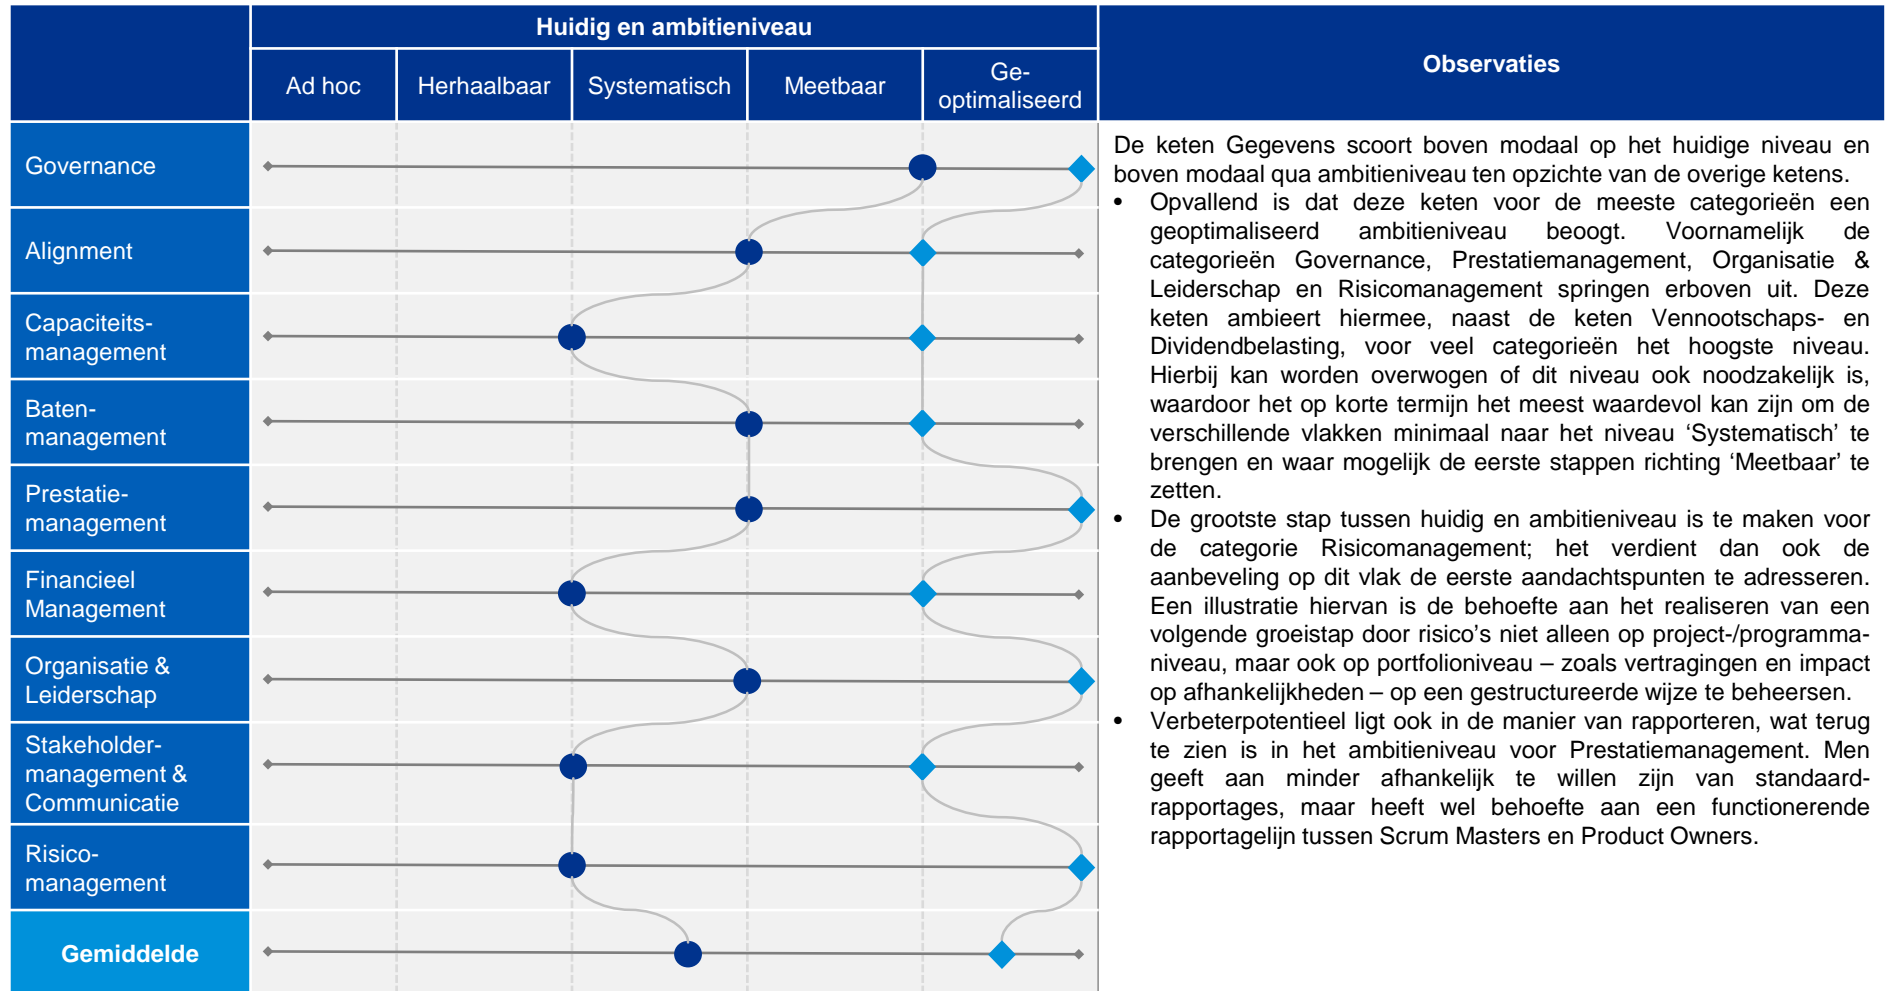 Huidig en ambitieniveau
Observaties
Ad hoc
Herhaalbaar
Systematisch
Meetbaar
Ge-
optimaliseerd
Governance
Alignment
Capaciteits-
management
Baten-
management
Prestatie-
management
Financieel
Management
Organisatie &
Leiderschap
Stakeholder-
management &
Communicatie
Risico-
management
Gemiddelde
De keten Gegevens scoort boven modaal op het huidige niveau en
boven modaal qua ambitieniveau ten opzichte van de overige ketens.
• Opvallend is dat deze keten voor de meeste categorieën een
geoptimaliseerd ambitieniveau beoogt. Voornamelijk de
categorieën Governance, Prestatiemanagement, Organisatie &
Leiderschap en Risicomanagement springen erboven uit. Deze
keten ambieert hiermee, naast de keten Vennootschaps- en
Dividendbelasting, voor veel categorieën het hoogste niveau.
Hierbij kan worden overwogen of dit niveau ook noodzakelijk is,
waardoor het op korte termijn het meest waardevol kan zijn om de
verschillende vlakken minimaal naar het niveau ‘Systematisch’ te
brengen en waar mogelijk de eerste stappen richting ‘Meetbaar’ te
zetten.
• De grootste stap tussen huidig en ambitieniveau is te maken voor
de categorie Risicomanagement; het verdient dan ook de
aanbeveling op dit vlak de eerste aandachtspunten te adresseren.
Een illustratie hiervan is de behoefte aan het realiseren van een
volgende groeistap door risico’s niet alleen op project-/programma-
niveau, maar ook op portfolioniveau – zoals vertragingen en impact
op afhankelijkheden – op een gestructureerde wijze te beheersen.
• Verbeterpotentieel ligt ook in de manier van rapporteren, wat terug
te zien is in het ambitieniveau voor Prestatiemanagement. Men
geeft aan minder afhankelijk te willen zijn van standaard-
rapportages, maar heeft wel behoefte aan een functionerende
rapportagelijn tussen Scrum Masters en Product Owners.